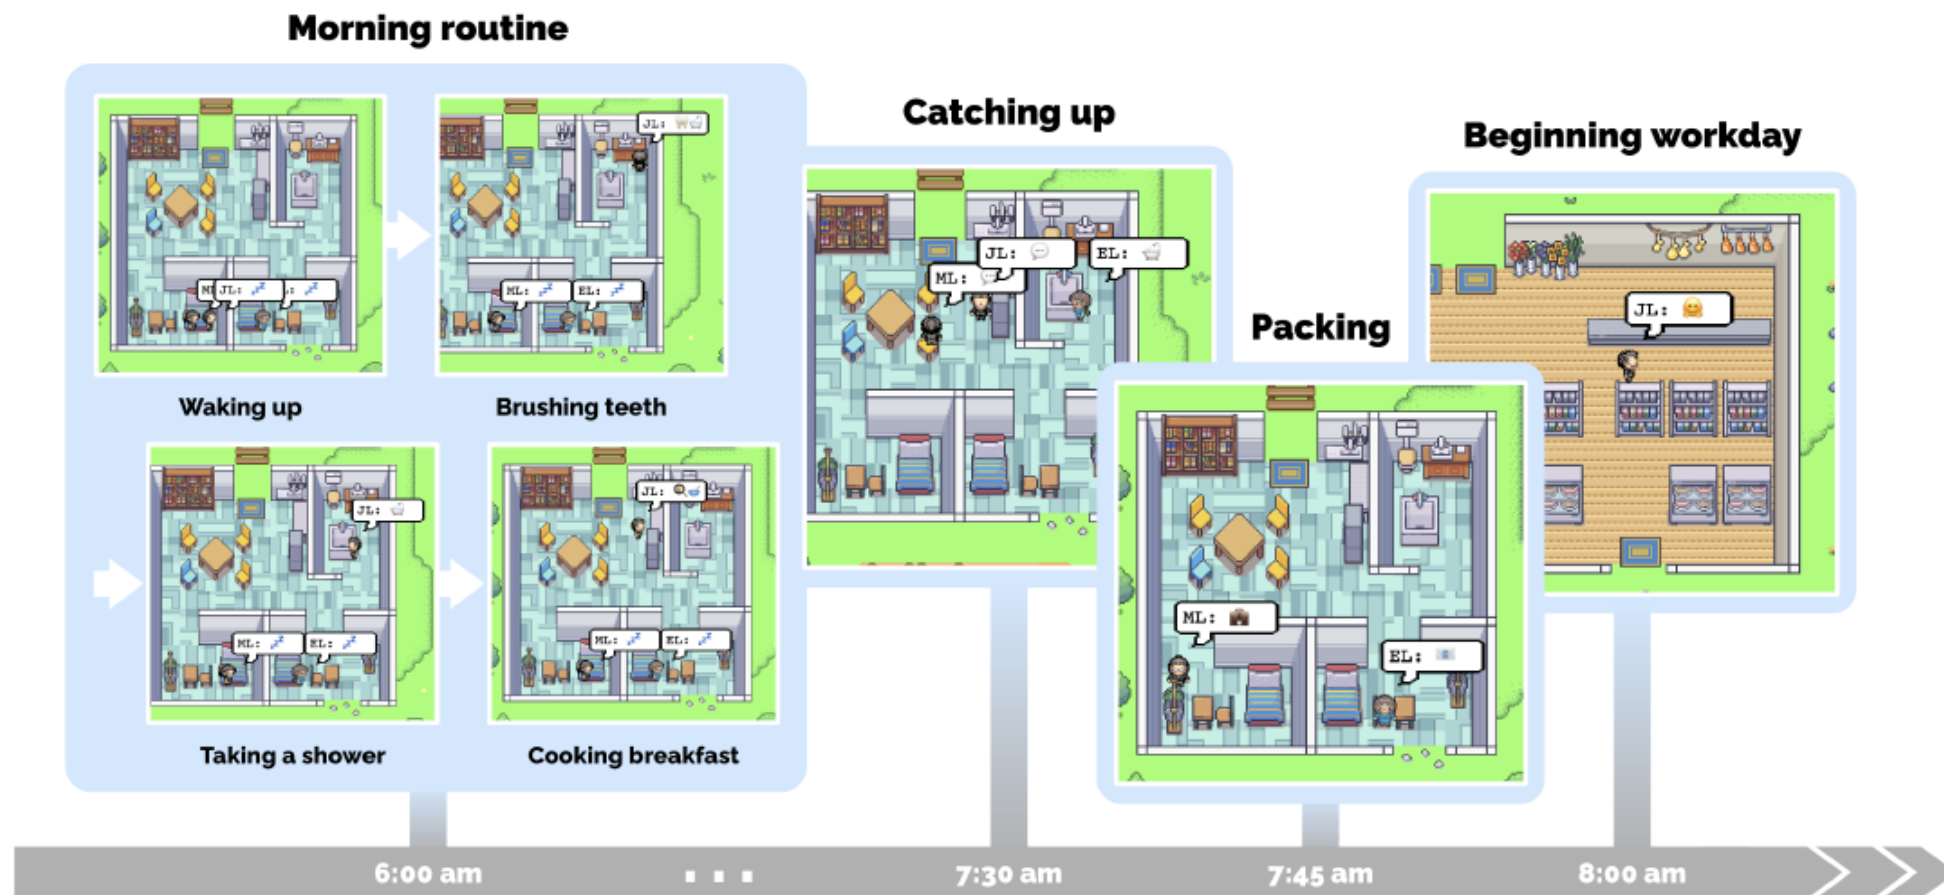 Morning routine
JL:
ML:
EL:
Waking up
JL:
ML:
EL:
Brushing teeth
JL:
ML:
EL:
Taking a shower
JL:
ML:
EL:
Cooking breakfast
Catching up
JL:
EL:
ML:
Packing
ML:
EL:
Beginning workday
JL:
6:00 am
...
7:30 am
7:45 am
8:00 am